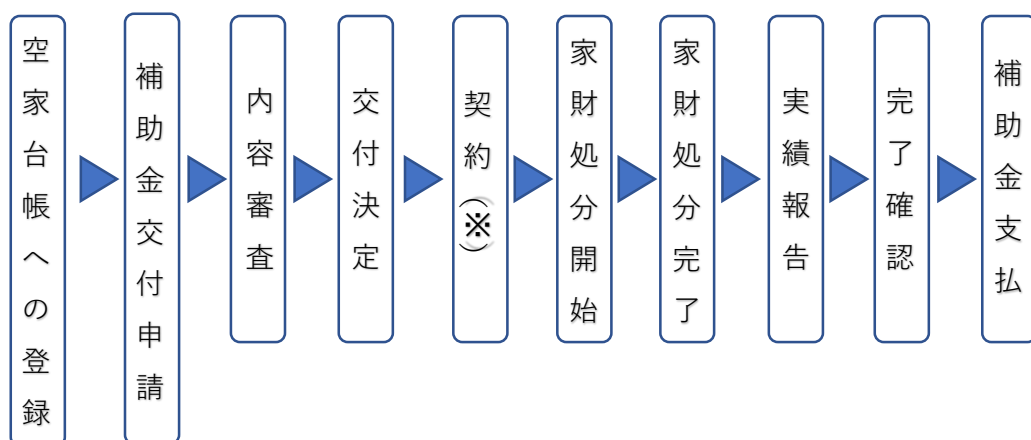 空家台帳への登録
補助金交付申請
内容審査
交付決定
契約(※)
家財処分開始
家財処分完了
実績報告
完了確認
補助金支払